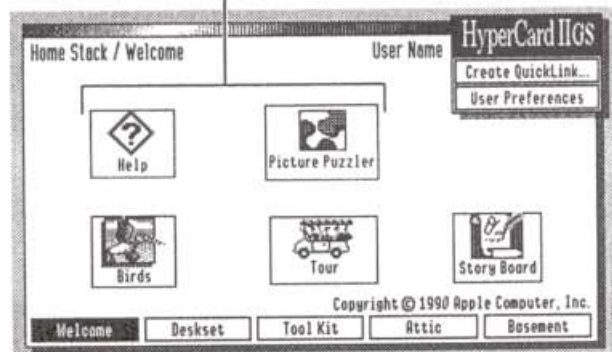 HyperCard IIGS
Home Stack / Welcome
User Name
Create QuickLink...
User Preferences
Help
Picture Puzzler
Birds
Tour
Story Board
Copyright © 1990 Apple Computer, Inc.
Welcome
Deskset
Tool Kit
Attic
Basement